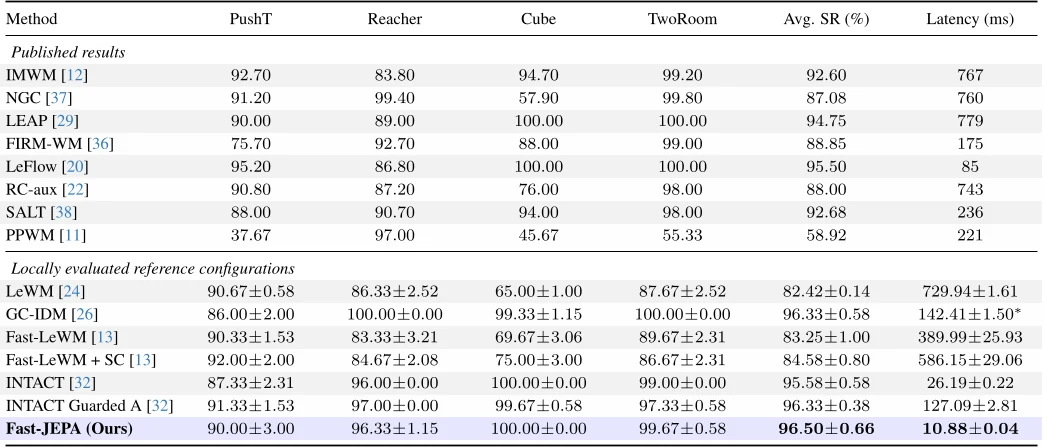 Method PushT Reacher Cube TwoRoom Avg. SR (%) Latency (ms)
Published results
IMWM [12] 92.70 83.80 94.70 99.20 92.60 767
NGC [37] 91.20 99.40 57.90 99.80 87.08 760
LEAP [29] 90.00 89.00 100.00 100.00 94.75 779
FIRM-WM [36] 75.70 92.70 88.00 99.00 88.85 175
LeFlow [20] 95.20 86.80 100.00 100.00 95.50 85
RC-aux [22] 90.80 87.20 76.00 98.00 88.00 743
SALT [38] 88.00 90.70 94.00 98.00 92.68 236
PPWM [11] 37.67 97.00 45.67 55.33 58.92 221
Locally evaluated reference configurations
LeWM [24] 90.67±0.58 86.33±2.52 65.00±1.00 87.67±2.52 82.42±0.14 729.94±1.61
GC-IDM [26] 86.00±2.00 100.00±0.00 99.33±1.15 100.00±0.00 96.33±0.58 142.41±1.50*
Fast-LeWM [13] 90.33±1.53 83.33±3.21 69.67±3.06 89.67±2.31 83.25±1.00 389.99±25.93
Fast-LeWM + SC [13] 92.00±2.00 84.67±2.08 75.00±3.00 86.67±2.31 84.58±0.80 586.15±29.06
INTACT [32] 87.33±2.31 96.00±0.00 100.00±0.00 99.00±0.00 95.58±0.58 26.19±0.22
INTACT Guarded A [32] 91.33±1.53 97.00±0.00 99.67±0.58 97.33±0.58 96.33±0.38 127.09±2.81
Fast-JEPA (Ours) 90.00±3.00 96.33±1.15 100.00±0.00 99.67±0.58 96.50±0.66 10.88±0.04